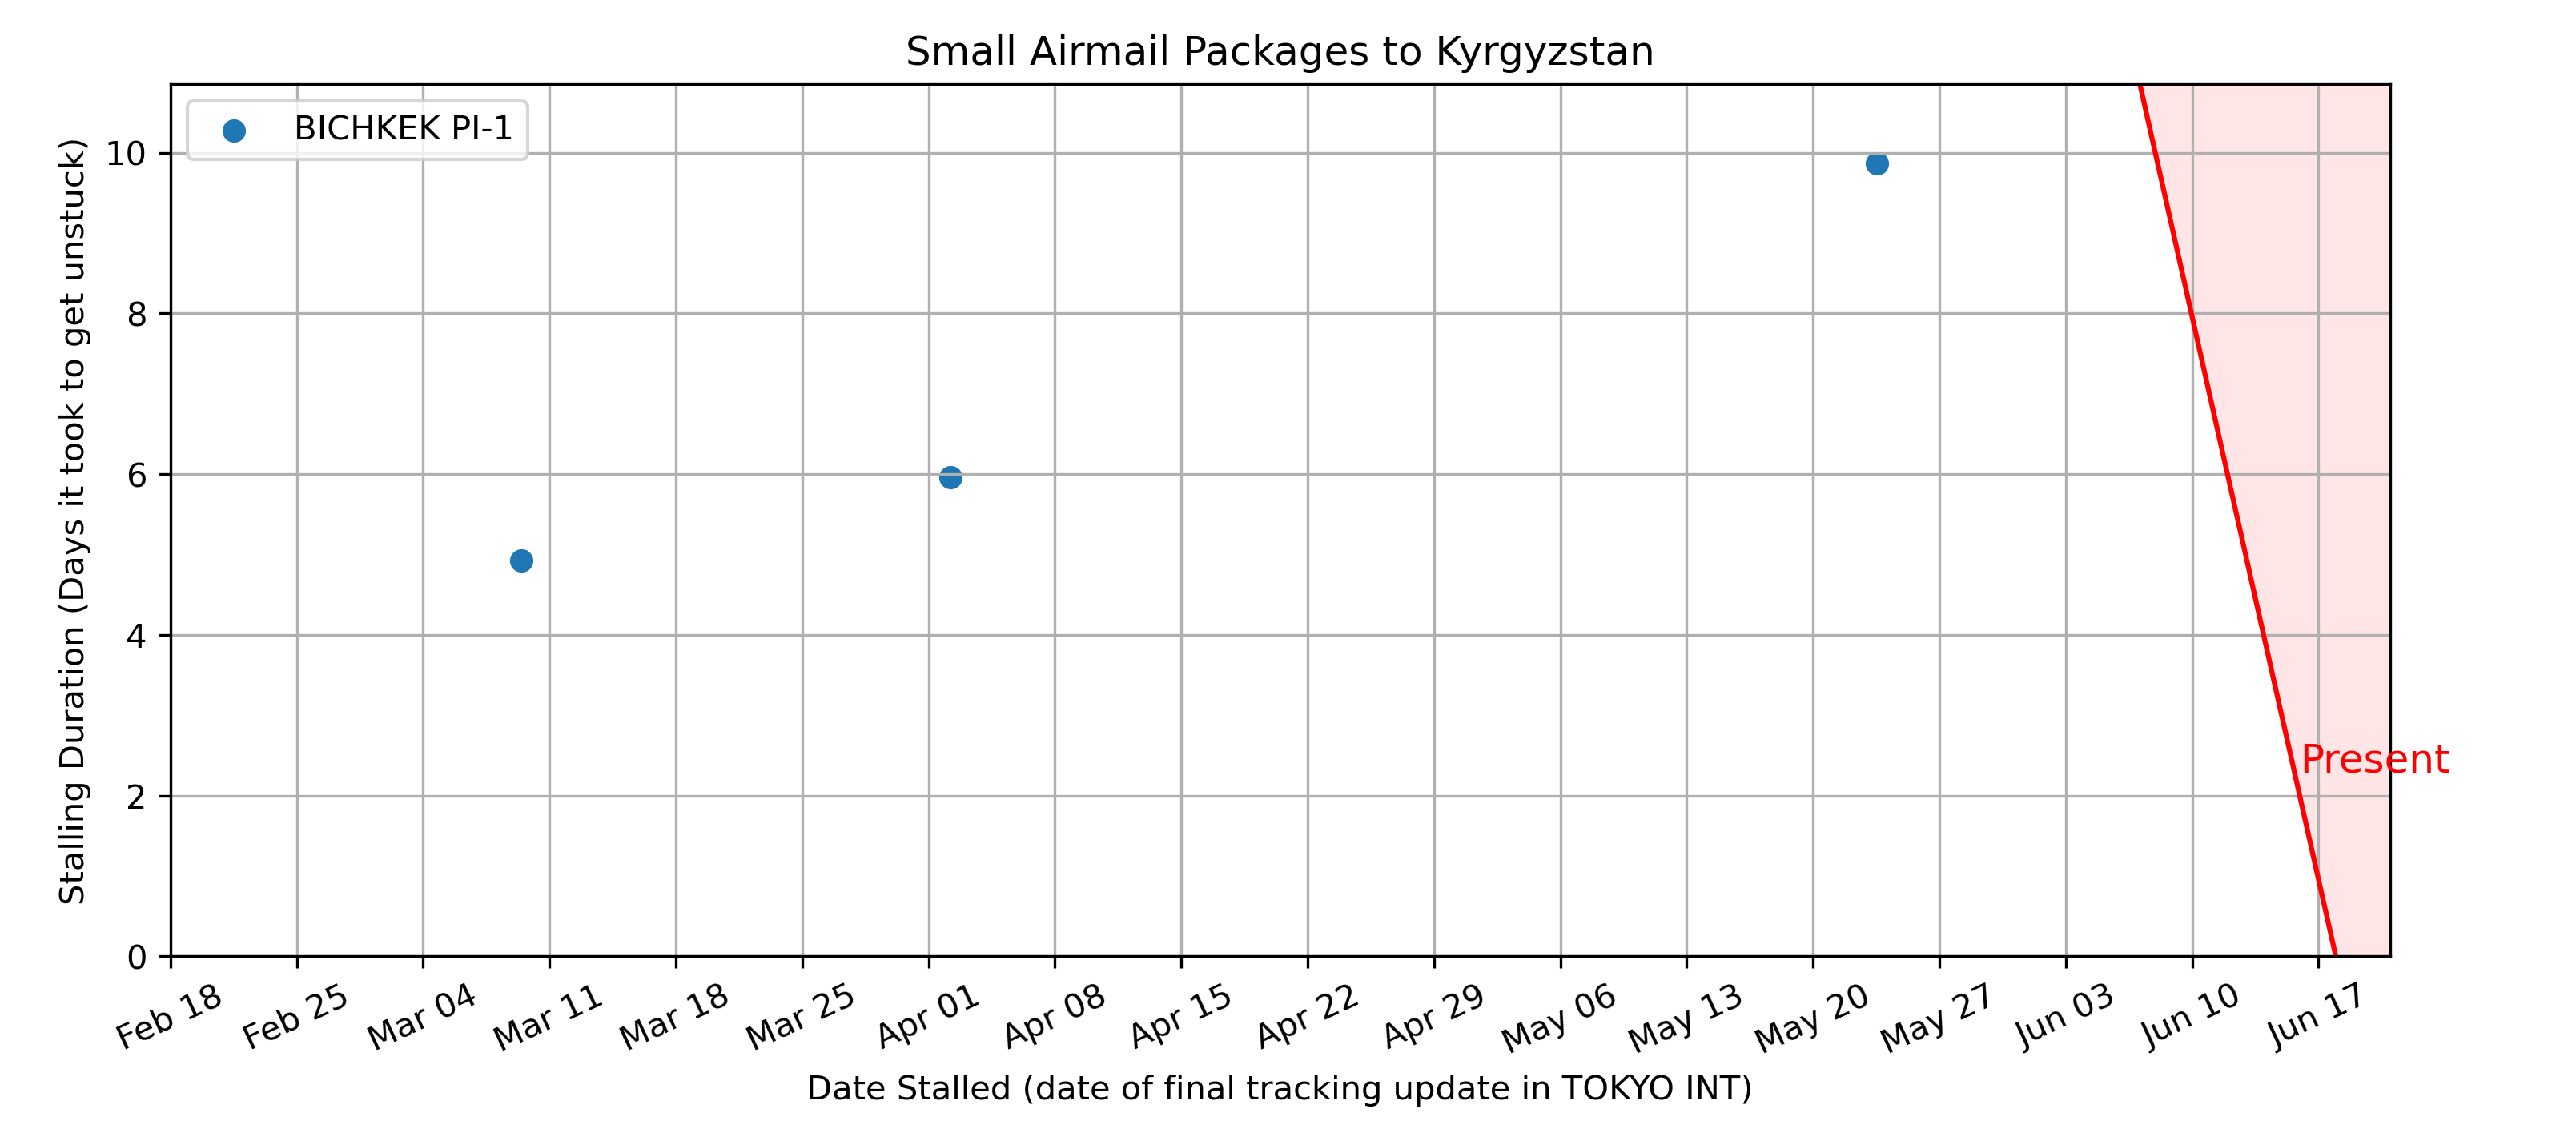 Small Airmail Packages to Kyrgyzstan
BICHKEK PI-1
Stalling Duration (Days it took to get unstuck)
10
8
6
4
2
0
Present
Feb 18
Feb 25
Mar 04
Mar 11
Mar 18
Mar 25
Apr 01
Apr 08
Apr 15
Apr 22
Apr 29
May 06
May 13
May 20
May 27
Jun 03
Jun 10
Jun 17
Date Stalled (date of final tracking update in TOKYO INT)